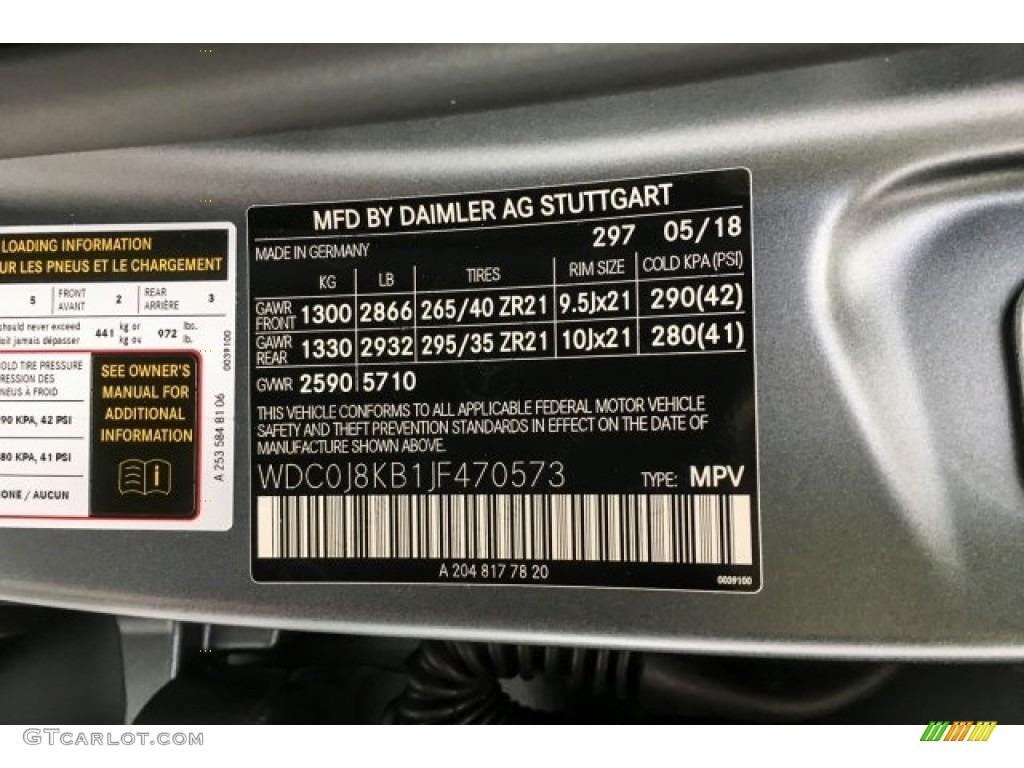 MFD BY DAIMLER AG STUTTGART
MADE IN GERMANY 297 05/18
KG LB TIRES RIM SIZE COLD KPA (PSI)
GAWR FRONT 1300 2866 265/40 ZR21 9.5Jx21 290(42)
GAWR REAR 1330 2932 295/35 ZR21 10Jx21 280(41)
GVWR 2590 5710
THIS VEHICLE CONFORMS TO ALL APPLICABLE FEDERAL MOTOR VEHICLE
SAFETY AND THEFT PREVENTION STANDARDS IN EFFECT ON THE DATE OF
MANUFACTURE SHOWN ABOVE.
WDC0J8KB1JF470573 TYPE: MPV
A 204 817 78 20
0039100
LOADING INFORMATION
UR LES PNEUS ET LE CHARGEMENT
5 FRONT AVANT 2 REAR ARRIÈRE 3
should never exceed 441 kg or 972 lbs.
oit jamais dépasser kg ou lb.
OLD TIRE PRESSURE
RESSION DES
NEUS À FROID
90 KPA, 42 PSI
80 KPA, 41 PSI
ONE / AUCUN
SEE OWNER'S
MANUAL FOR
ADDITIONAL
INFORMATION
i
A 253 584 81 06
0039100
GTCarLot.com